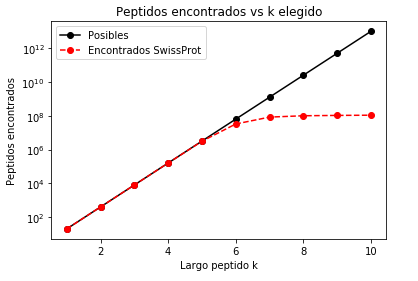 Peptidos encontrados vs k elegido
Posibles
Encontrados SwissProt
Peptidos encontrados
10^12
10^10
10^8
10^6
10^4
10^2
2 4 6 8 10
Largo peptido k